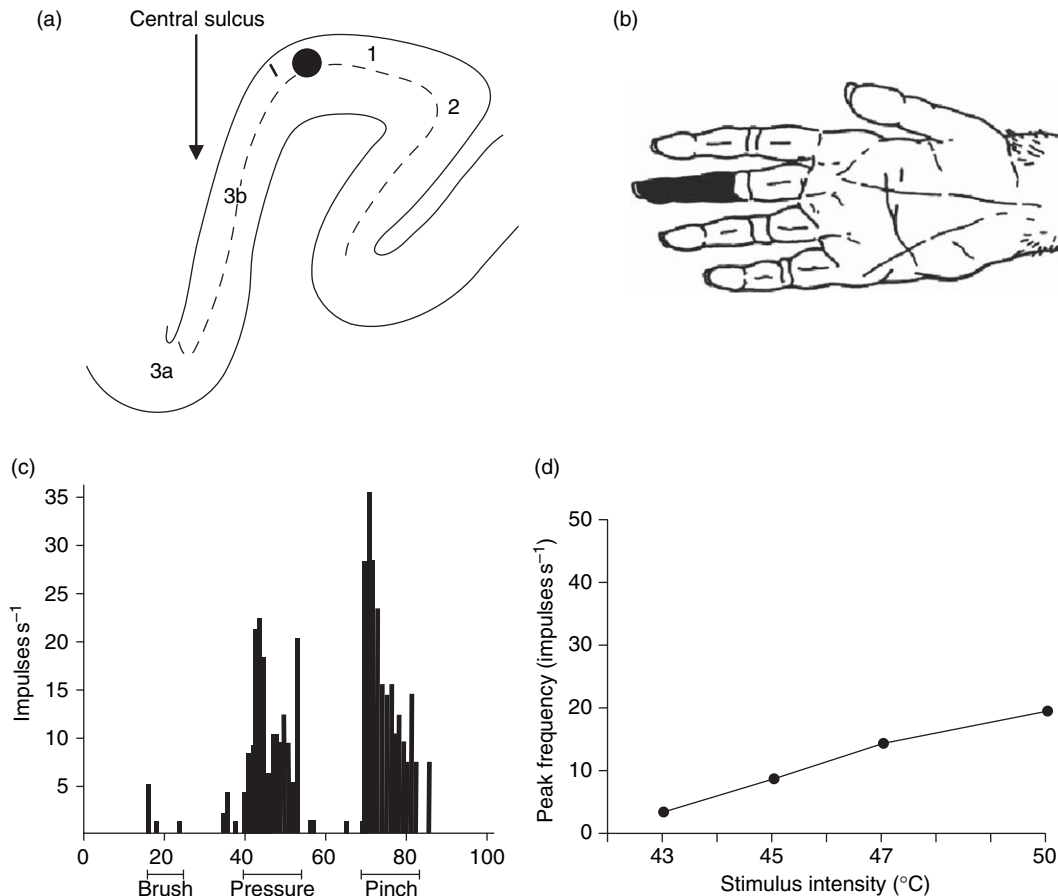 (a)
Central sulcus
1
2
3b
3a
(b)
(c)
Impulses s⁻¹
35
30
25
20
15
10
5
0 20 40 60 80 100
Brush Pressure Pinch
(d)
Peak frequency (impulses s⁻¹)
50
40
30
20
10
0
43 45 47 50
Stimulus intensity (°C)